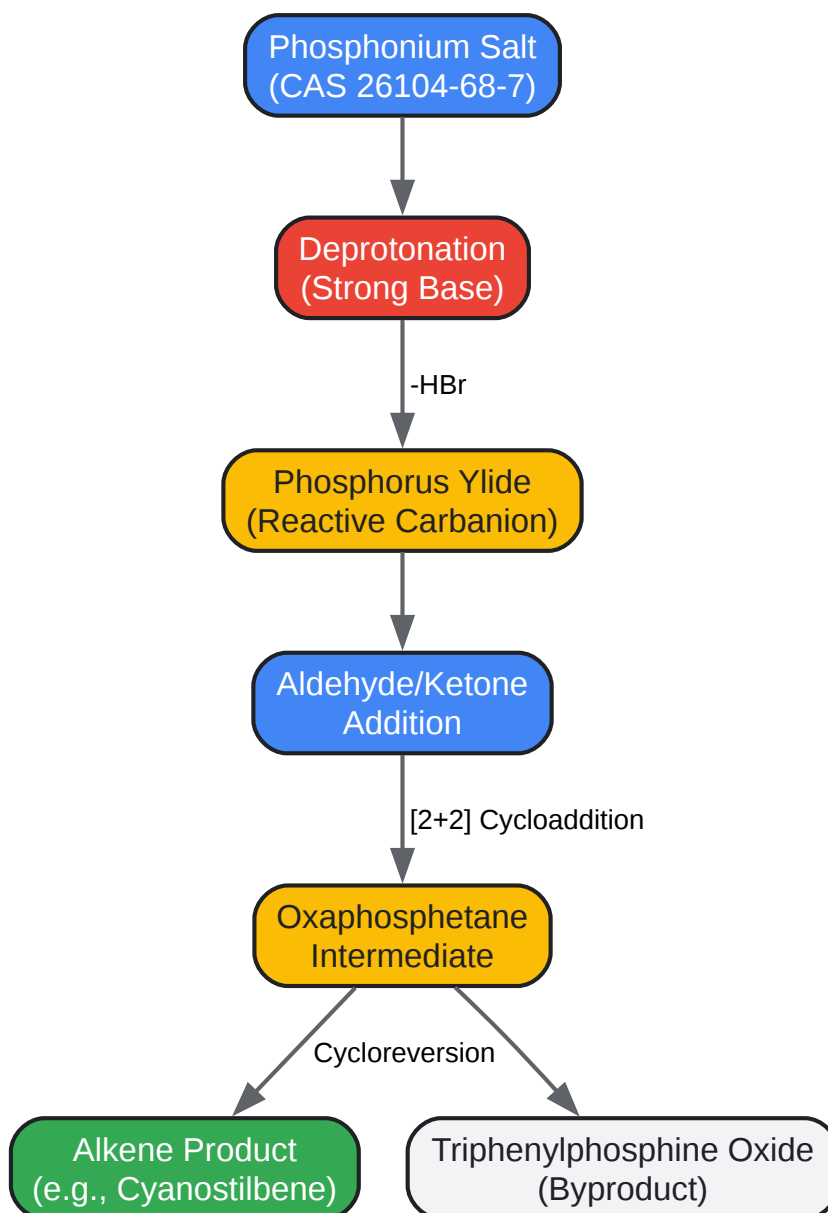 Phosphonium Salt
(CAS 26104-68-7)
Deprotonation
(Strong Base)
-HBr
Phosphorus Ylide
(Reactive Carbanion)
Aldehyde/Ketone
Addition
[2+2] Cycloaddition
Oxaphosphetane
Intermediate
Cycloreversion
Alkene Product
(e.g., Cyanostilbene)
Triphenylphosphine Oxide
(Byproduct)